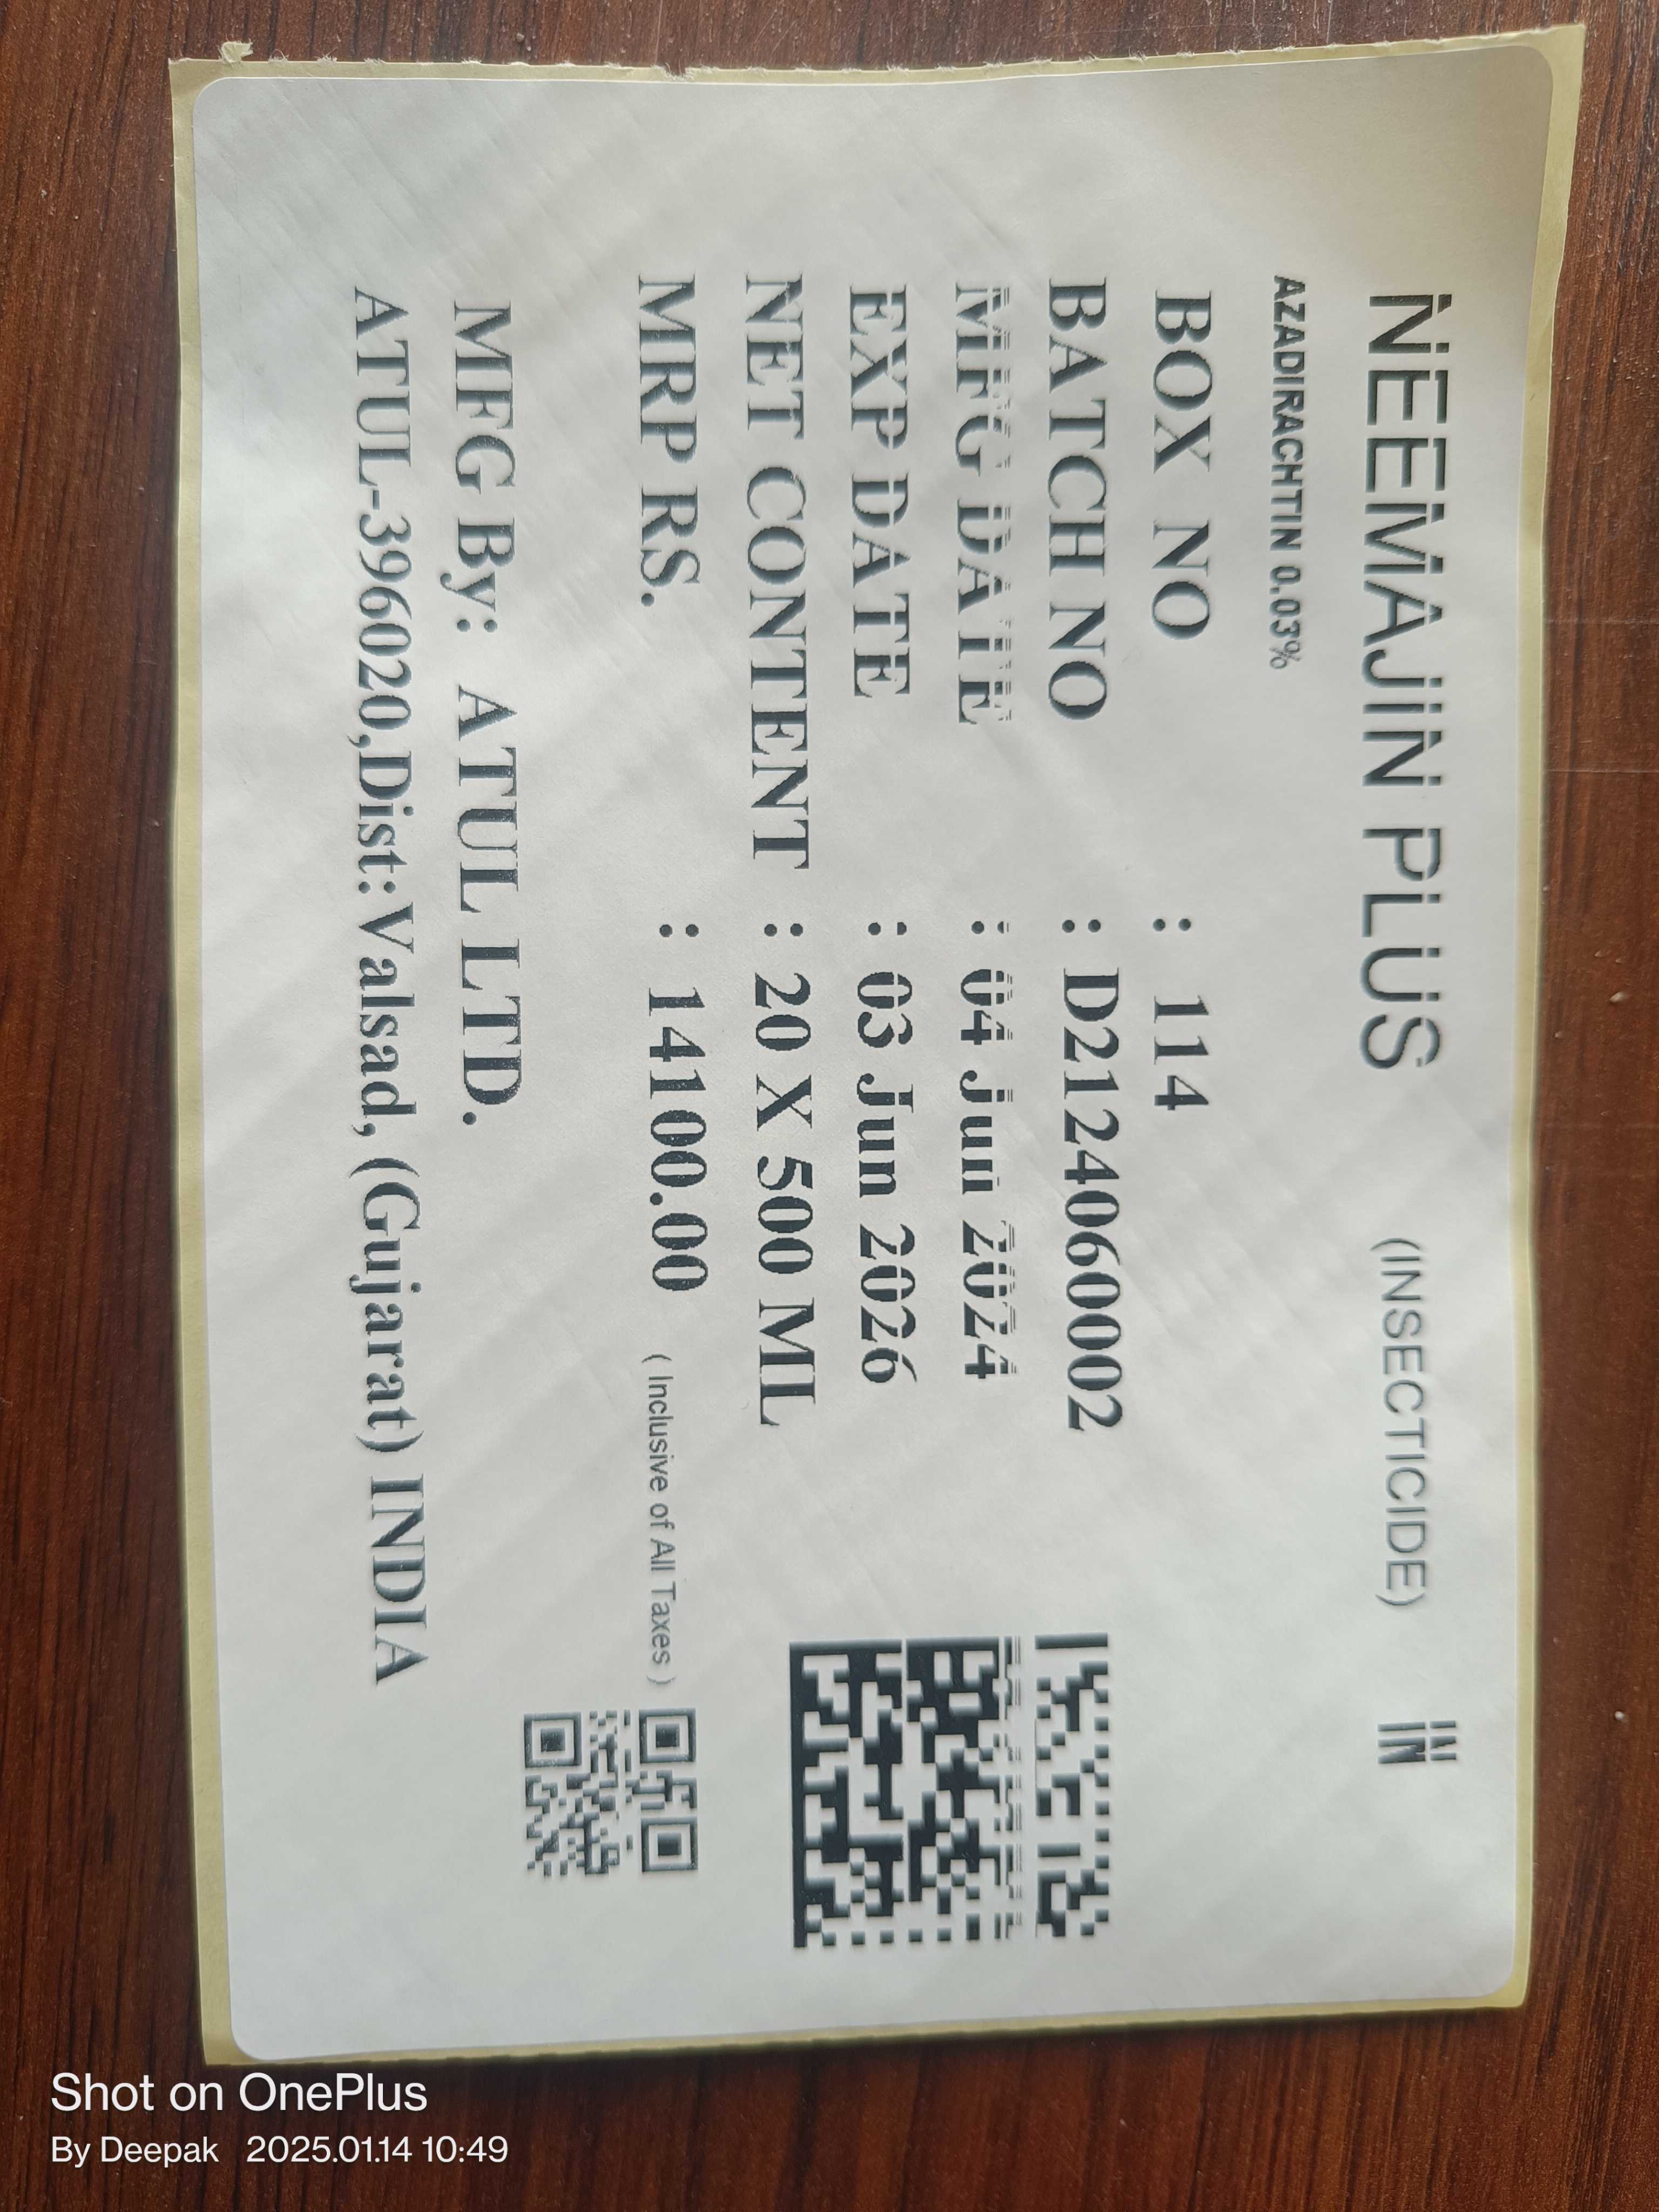 NEEMAJIN PLUS (INSECTICIDE) IN
AZADIRACHTIN 0.03%
BOX NO : 114
BATCH NO : D2124060002
MFG DATE : 04 Jun 2024
EXP DATE : 03 Jun 2026
NET CONTENT : 20 X 500 ML
MRP RS. : 14100.00 ( Inclusive of All Taxes )
MFG By: ATUL LTD.
ATUL-396020,Dist:Valsad, (Gujarat) INDIA
Shot on OnePlus
By Deepak 2025.01.14 10:49